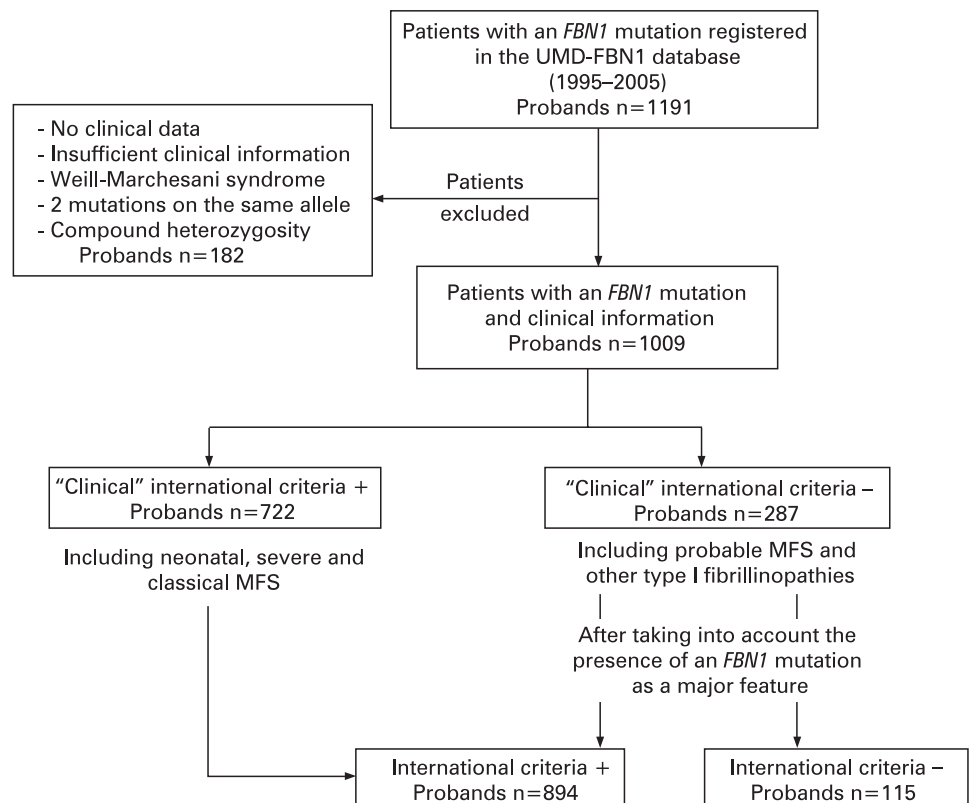 Patients with an FBN1 mutation registered
in the UMD-FBN1 database
(1995–2005)
Probands n=1191
- No clinical data
- Insufficient clinical information
- Weill-Marchesani syndrome
- 2 mutations on the same allele
- Compound heterozygosity
Probands n=182
Patients
excluded
Patients with an FBN1 mutation
and clinical information
Probands n=1009
“Clinical” international criteria +
Probands n=722
“Clinical” international criteria –
Probands n=287
Including neonatal, severe and
classical MFS
Including probable MFS and
other type I fibrillinopathies
After taking into account the
presence of an FBN1 mutation
as a major feature
International criteria +
Probands n=894
International criteria –
Probands n=115